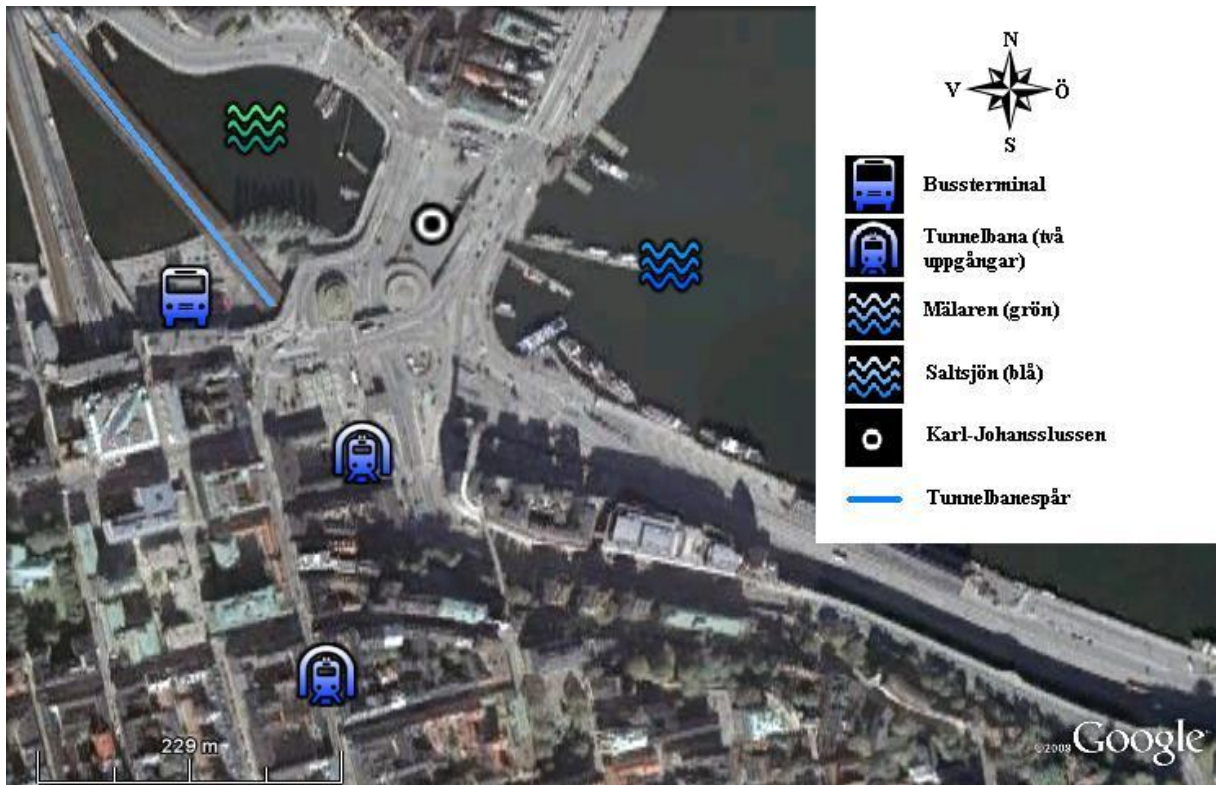 N
V Ö
S
Bussterminal
Tunnelbana (två
uppgångar)
Mälaren (grön)
Saltsjön (blå)
Karl-Johansslussen
Tunnelbanespår
229 m
©2008 Google